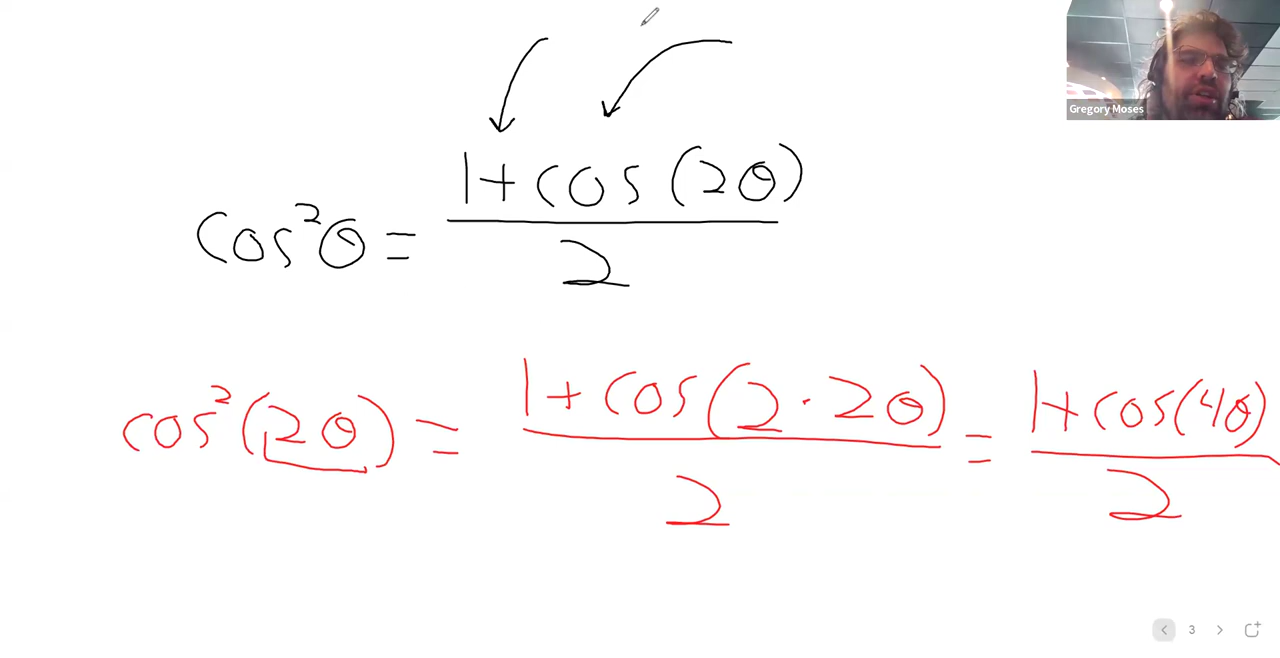 Gregory Moses
cos²θ = (1+cos(2θ))/2
cos²(2θ) = (1+cos(2·2θ))/2 = (1+cos(4θ))/2
3